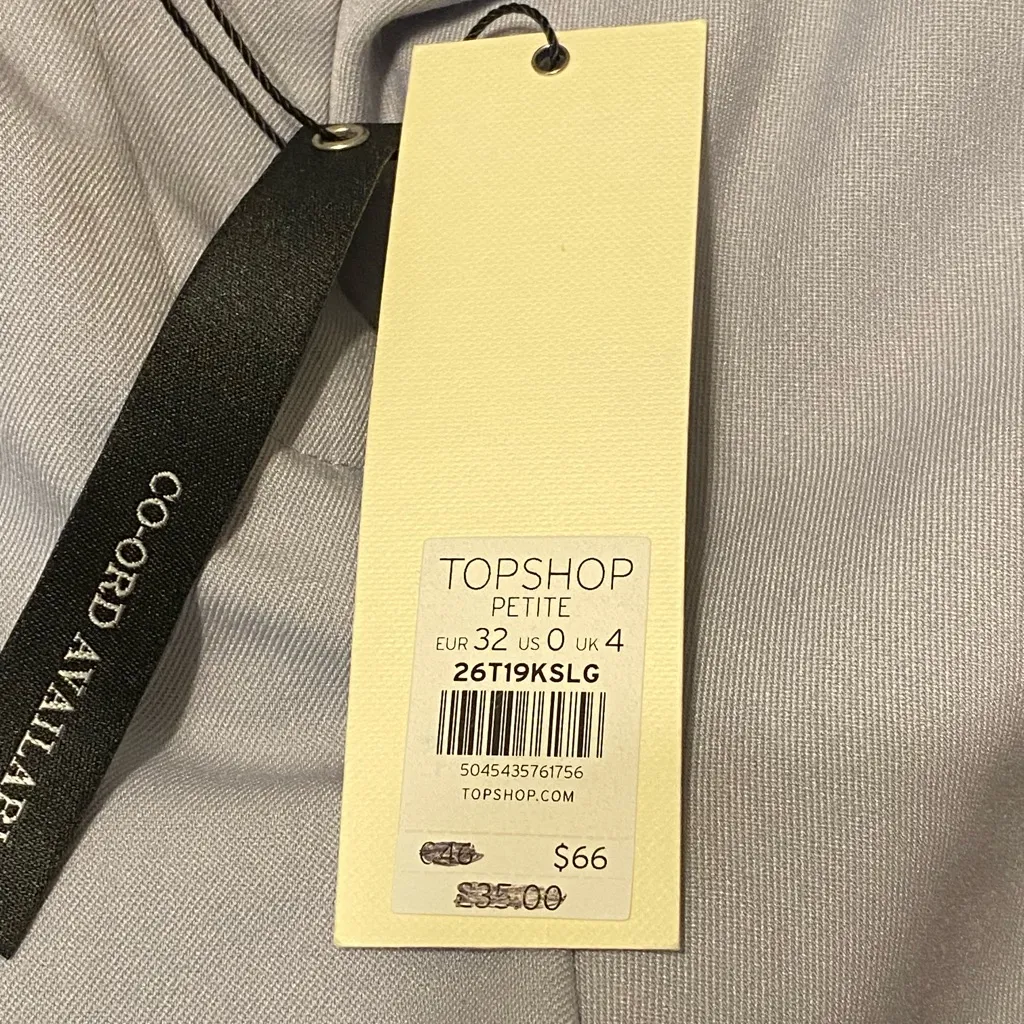 CO-ORD AVAILABL
TOPSHOP
PETITE
EUR 32 US 0 UK 4
26T19KSLG
5045435761756
TOPSHOP.COM
€46 $66
£35.00